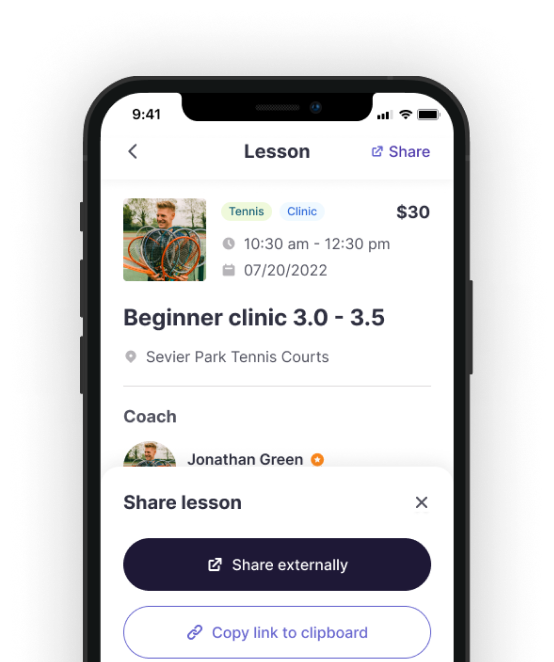 9:41
Lesson
Share
Tennis
Clinic
$30
10:30 am - 12:30 pm
07/20/2022
Beginner clinic 3.0 - 3.5
Sevier Park Tennis Courts
Coach
Jonathan Green
Share lesson
Share externally
Copy link to clipboard